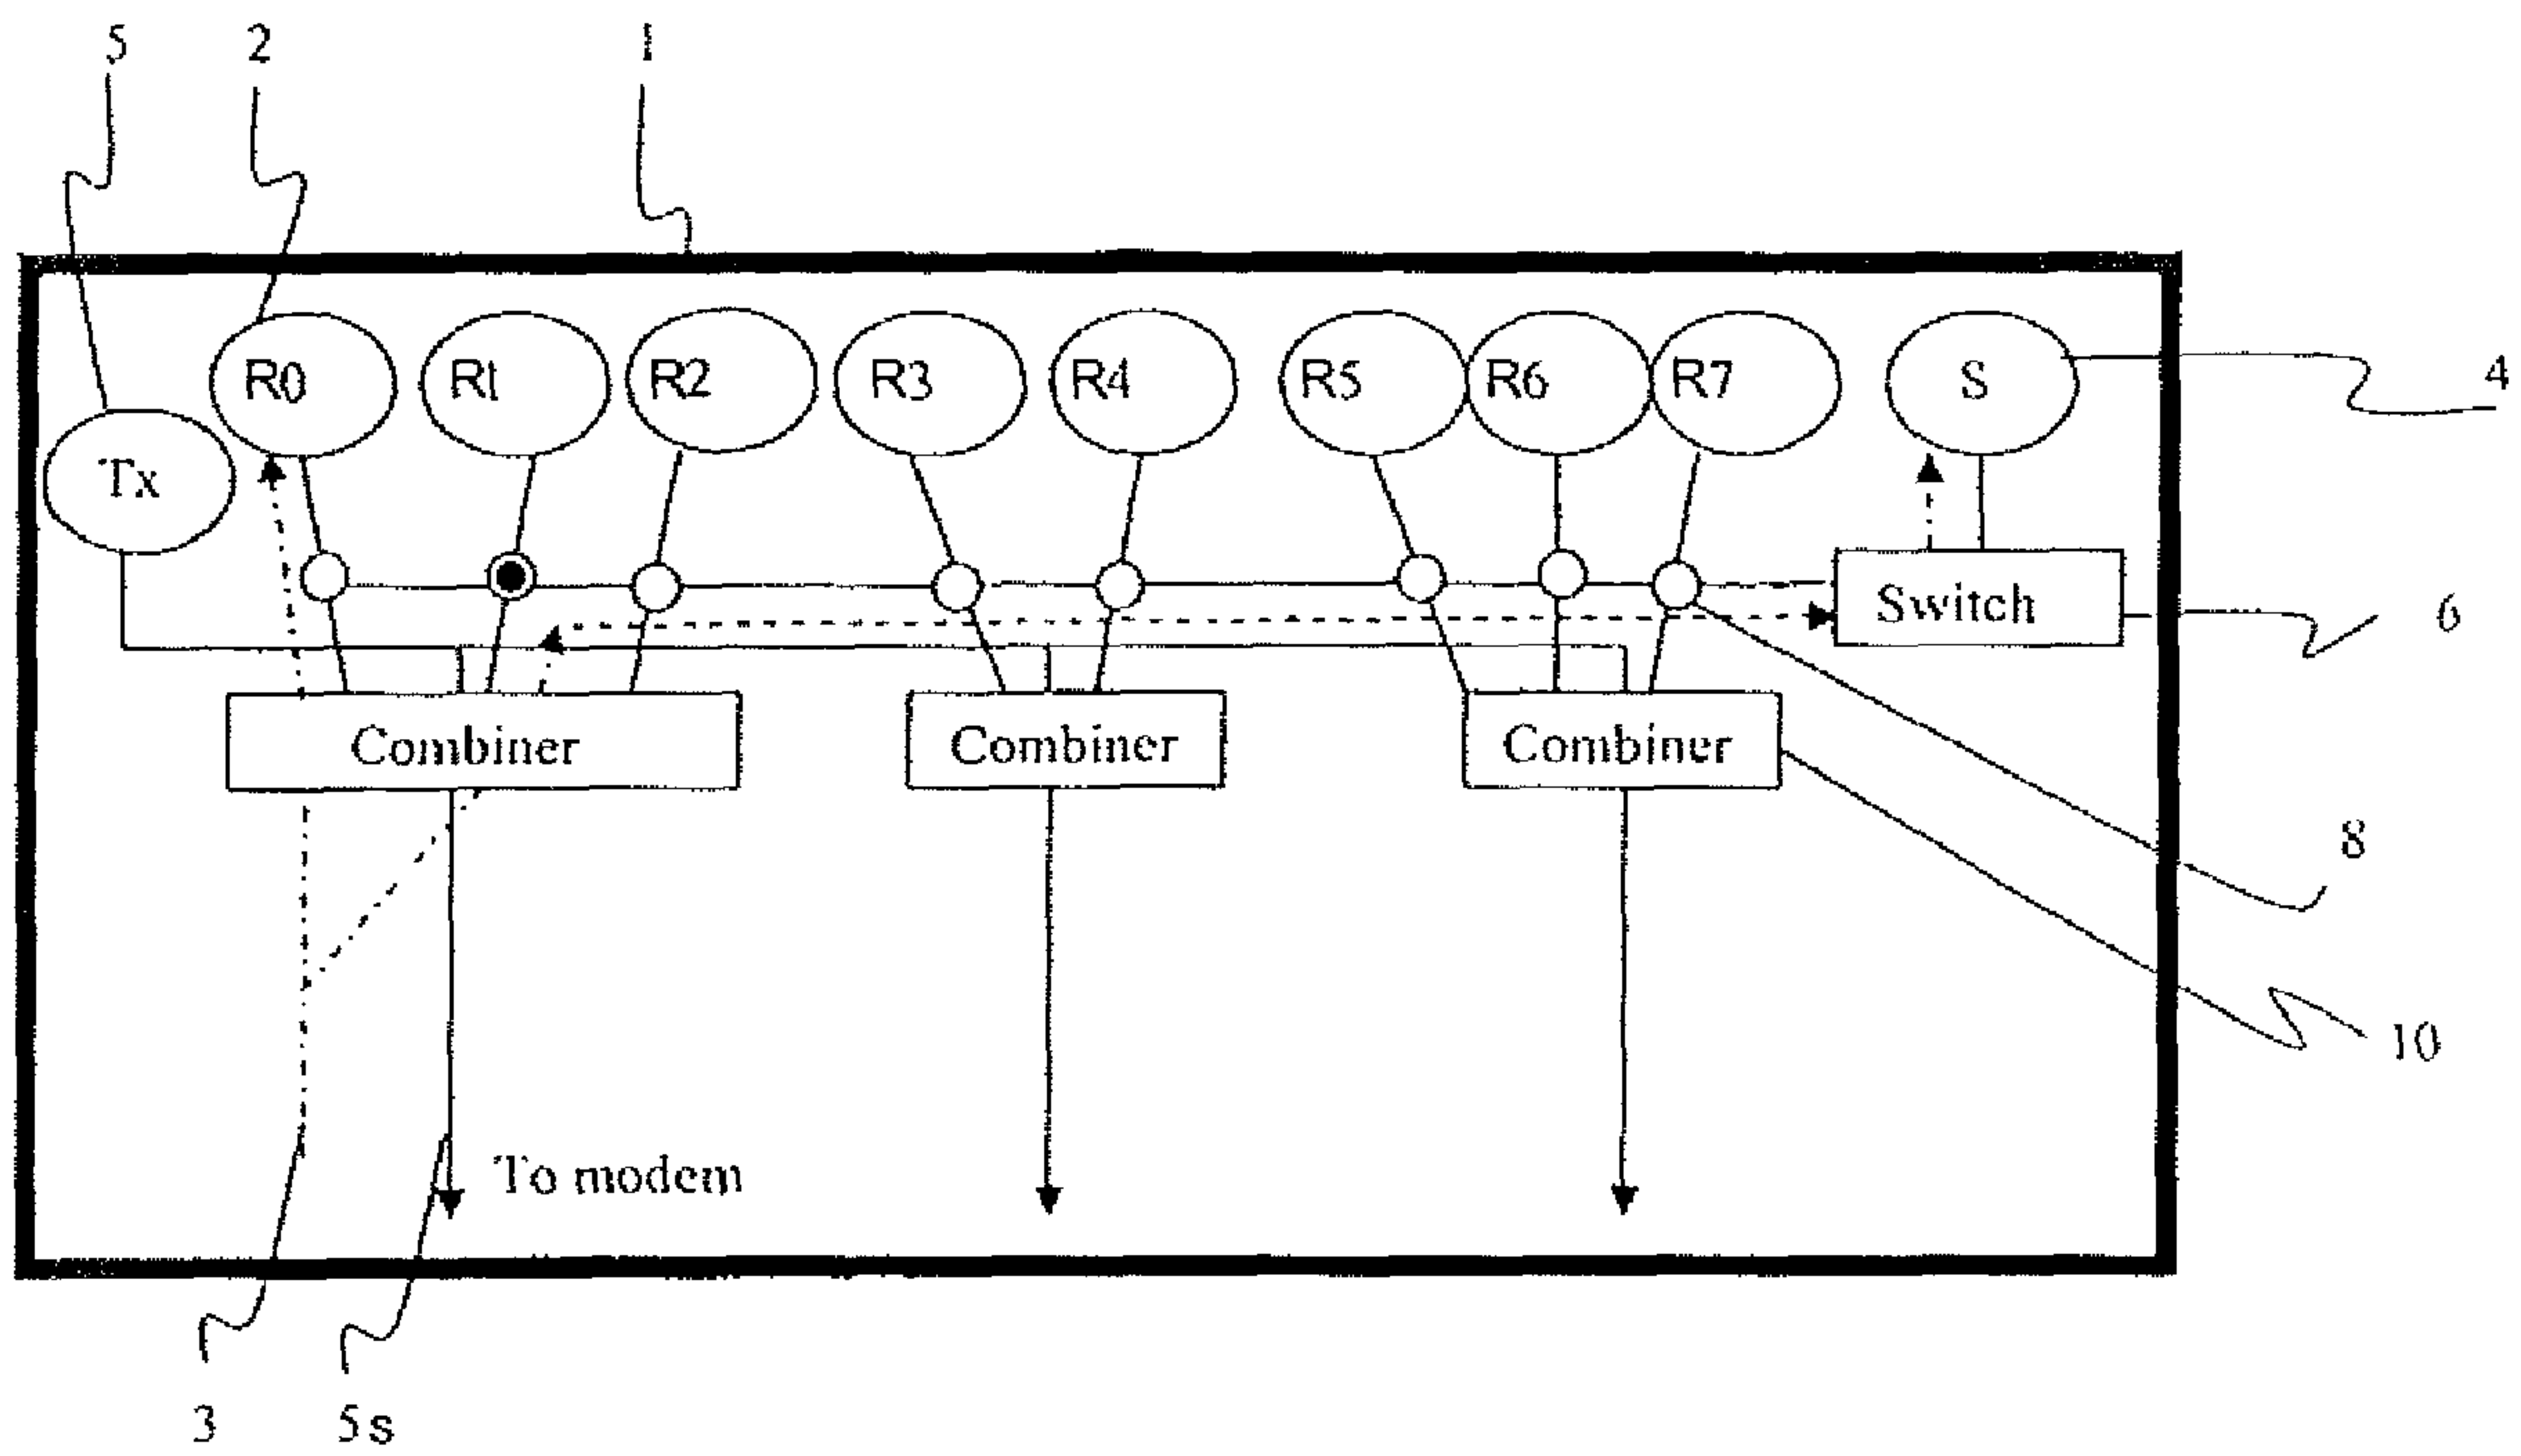 5 2 1
R0 R1 R2 R3 R4 R5 R6 R7 S 4
Tx
Switch 6
Combiner Combiner Combiner
8
10
To modem
3 5s